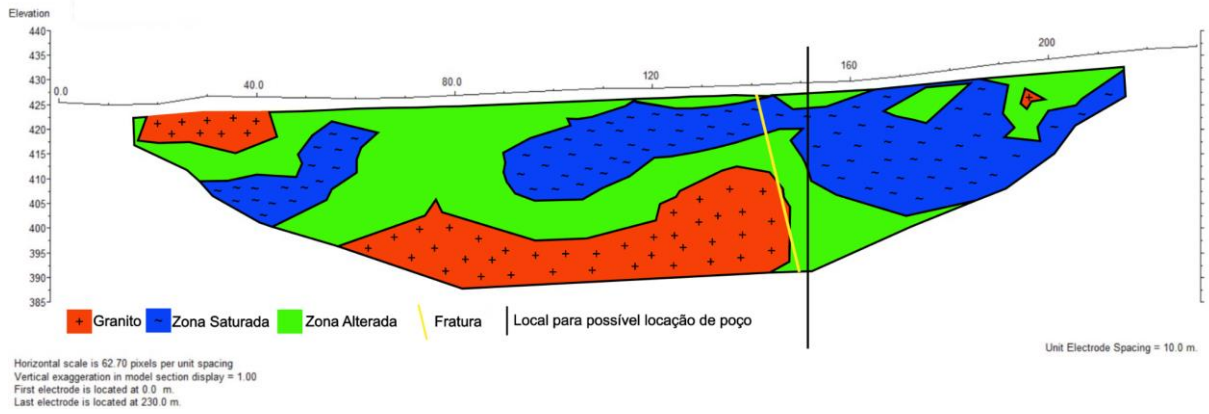 Elevation
440
435
430
425
420
415
410
405
400
395
390
385
0.0
40.0
80.0
120
160
200
Granito
Zona Saturada
Zona Alterada
Fratura
Local para possível locação de poço
Unit Electrode Spacing = 10.0 m.
Horizontal scale is 62.70 pixels per unit spacing
Vertical exaggeration in model section display = 1.00
First electrode is located at 0.0 m.
Last electrode is located at 230.0 m.